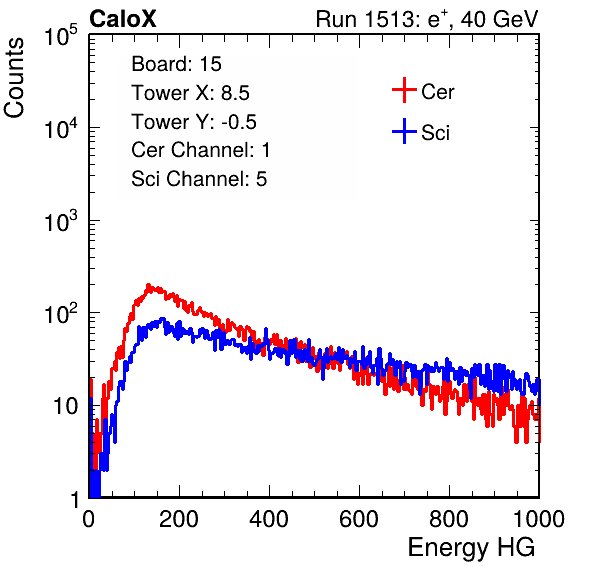 CaloX
Run 1513: e+, 40 GeV
Counts
10^5
10^4
10^3
10^2
10
1
Board: 15
Tower X: 8.5
Tower Y: -0.5
Cer Channel: 1
Sci Channel: 5
Cer
Sci
0 200 400 600 800 1000
Energy HG